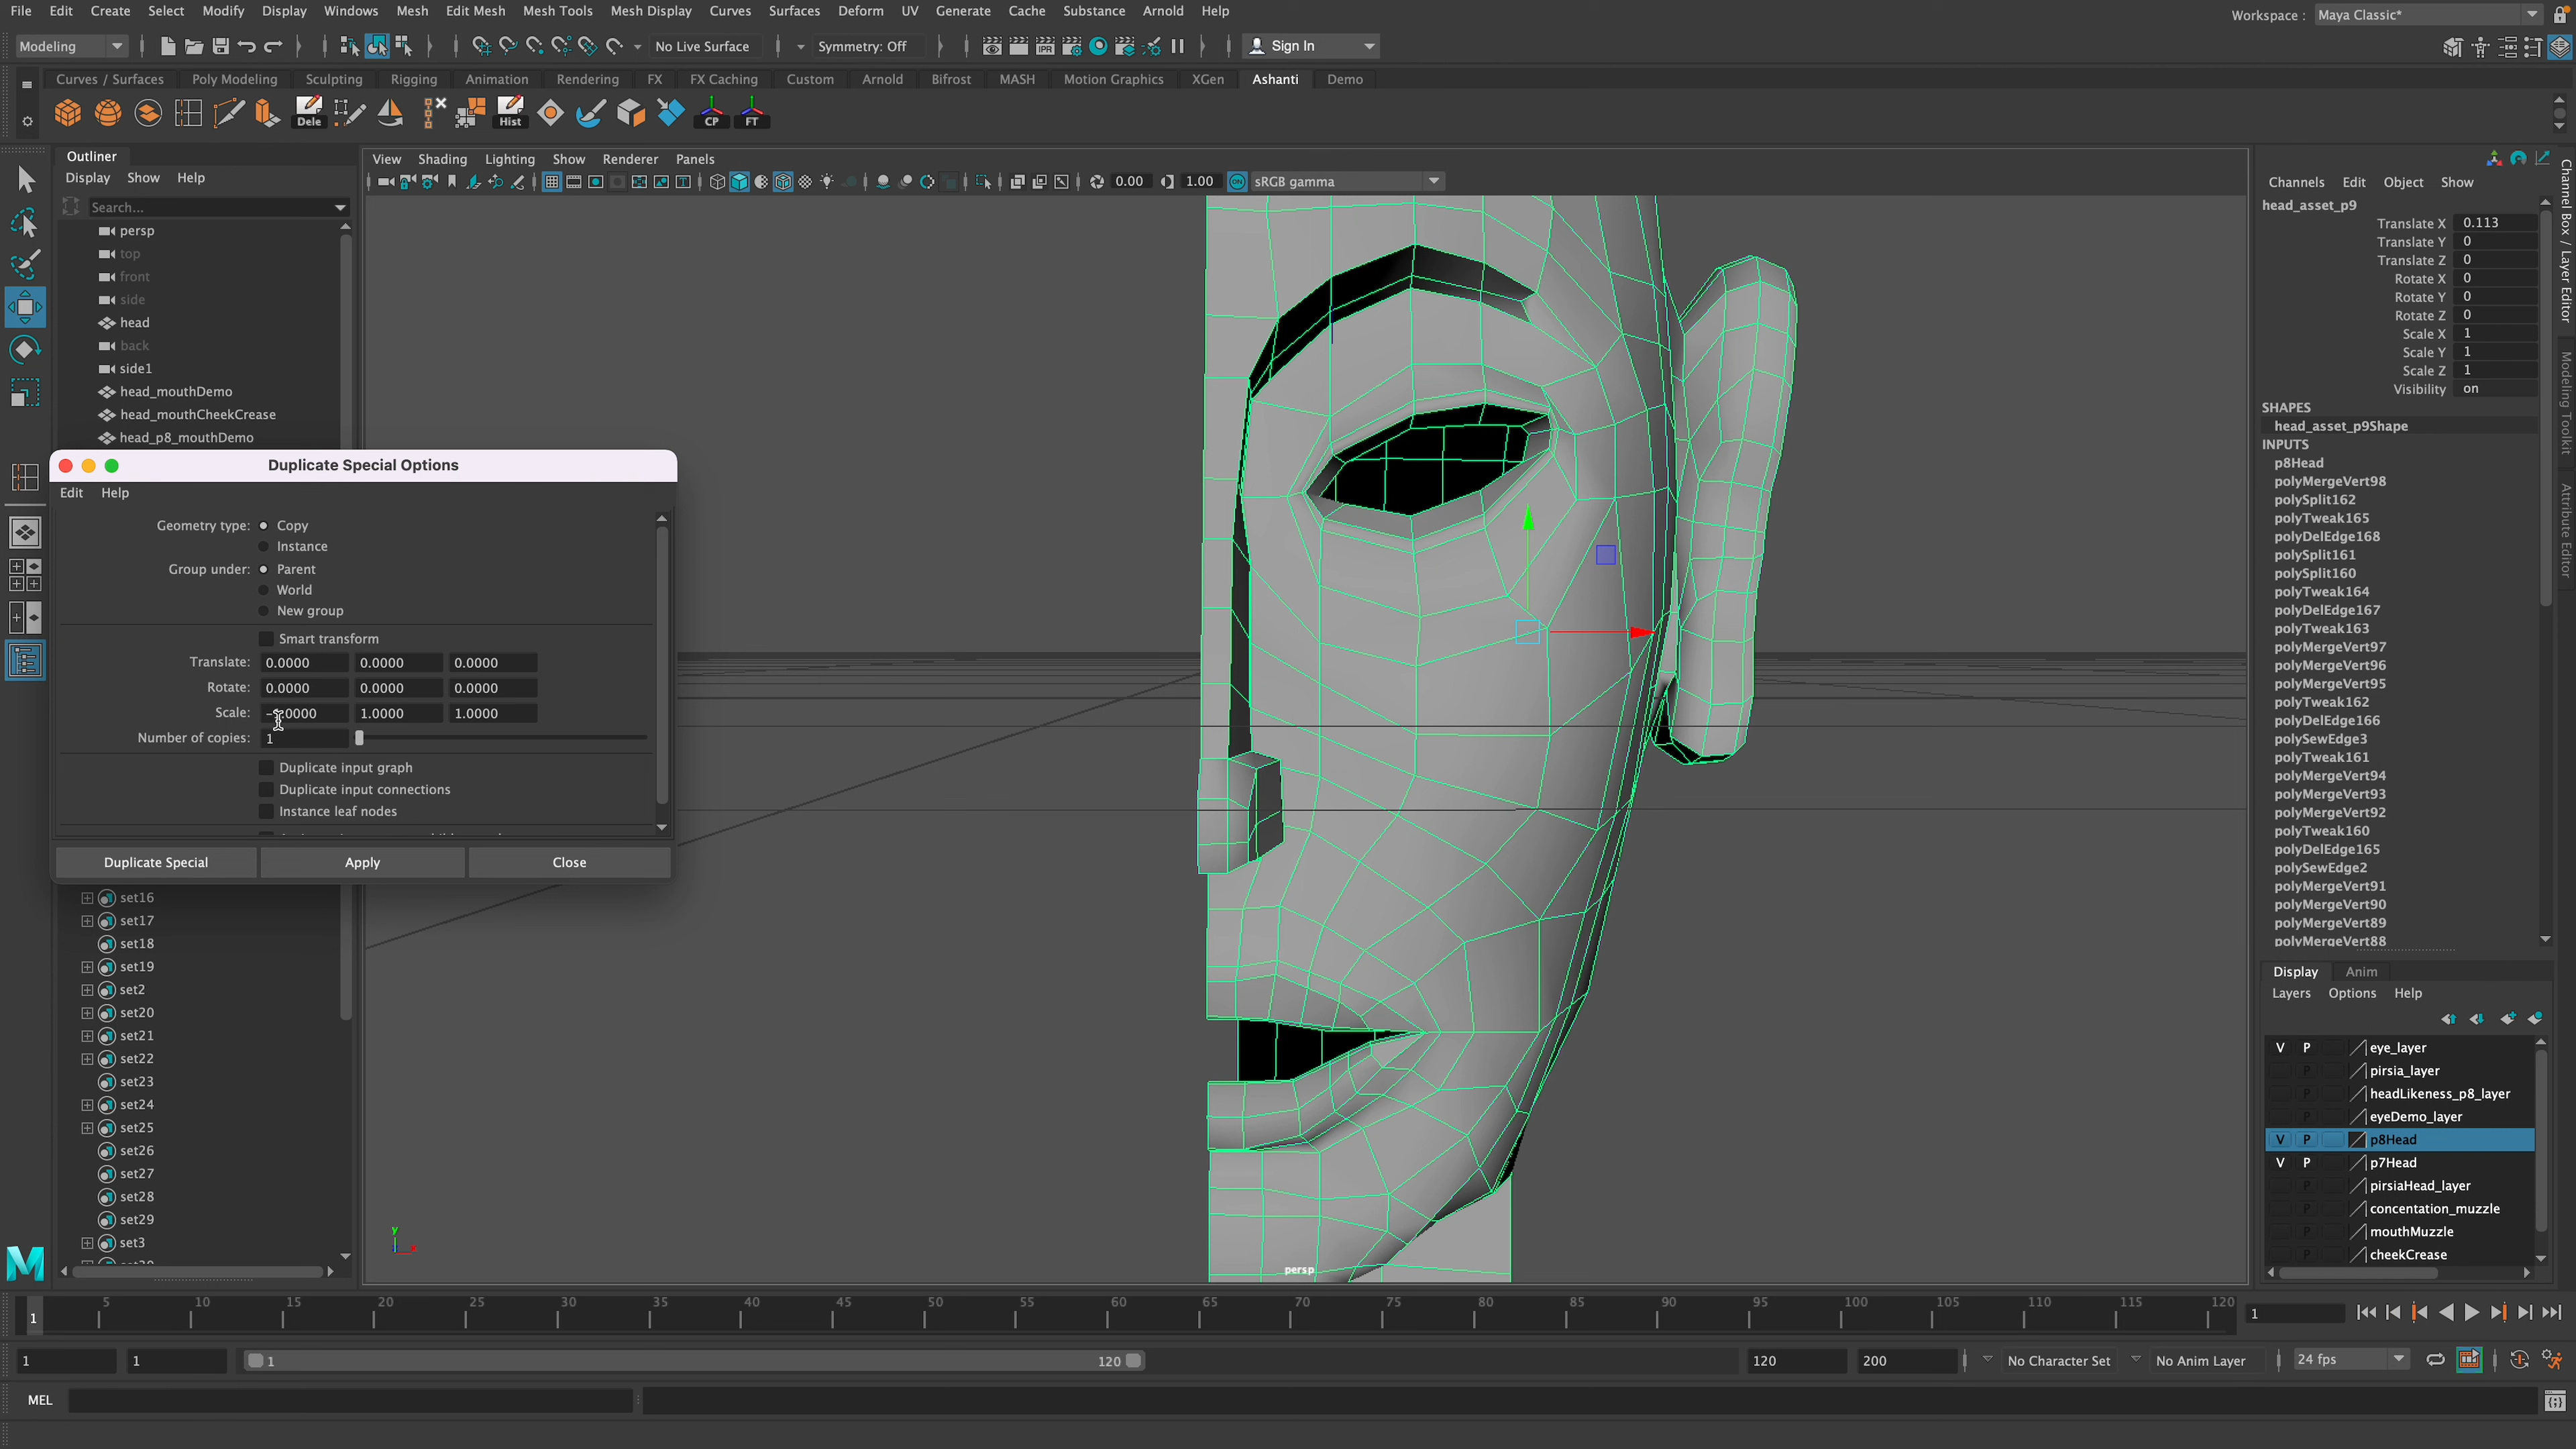 File Edit Create Select Modify Display Windows Mesh Edit Mesh Mesh Tools Mesh Display Curves Surfaces Deform UV Generate Cache Substance Arnold Help
Workspace : Maya Classic*
Modeling No Live Surface Symmetry: Off Sign In
Curves / Surfaces Poly Modeling Sculpting Rigging Animation Rendering FX FX Caching Custom Arnold Bifrost MASH Motion Graphics XGen Ashanti Demo
Dele Hist CP FT
Outliner
Display Show Help
Search...
persp
top
front
side
head
back
side1
head_mouthDemo
head_mouthCheekCrease
head_p8_mouthDemo
Duplicate Special Options
Edit Help
Geometry type: Copy
Instance
Group under: Parent
World
New group
Smart transform
Translate: 0.0000 0.0000 0.0000
Rotate: 0.0000 0.0000 0.0000
Scale: 1.0000 1.0000
Number of copies: 1
Duplicate input graph
Duplicate input connections
Instance leaf nodes
Duplicate Special Apply Close
set16
set17
set18
set19
set2
set20
set21
set22
set23
set24
set25
set26
set27
set28
set29
set3
View Shading Lighting Show Renderer Panels
0.00 1.00 ON sRGB gamma
y
x
persp
Channels Edit Object Show
head_asset_p9
Translate X 0.113
Translate Y 0
Translate Z 0
Rotate X 0
Rotate Y 0
Rotate Z 0
Scale X 1
Scale Y 1
Scale Z 1
Visibility on
SHAPES
head_asset_p9Shape
INPUTS
p8Head
polyMergeVert98
polySplit162
polyTweak165
polyDelEdge168
polySplit161
polySplit160
polyTweak164
polyDelEdge167
polyTweak163
polyMergeVert97
polyMergeVert96
polyMergeVert95
polyTweak162
polyDelEdge166
polySewEdge3
polyTweak161
polyMergeVert94
polyMergeVert93
polyMergeVert92
polyTweak160
polyDelEdge165
polySewEdge2
polyMergeVert91
polyMergeVert90
polyMergeVert89
polyMergeVert88
Channel Box / Layer Editor
Modeling Toolkit
Attribute Editor
Display Anim
Layers Options Help
V P eye_layer
P pirsia_layer
P headLikeness_p8_layer
P eyeDemo_layer
V P p8Head
V P p7Head
P pirsiaHead_layer
P concentation_muzzle
P mouthMuzzle
P cheekCrease
1 5 10 15 20 25 30 35 40 45 50 55 60 65 70 75 80 85 90 95 100 105 110 115 120 1
1 1 1 120 120 200 No Character Set No Anim Layer 24 fps
MEL